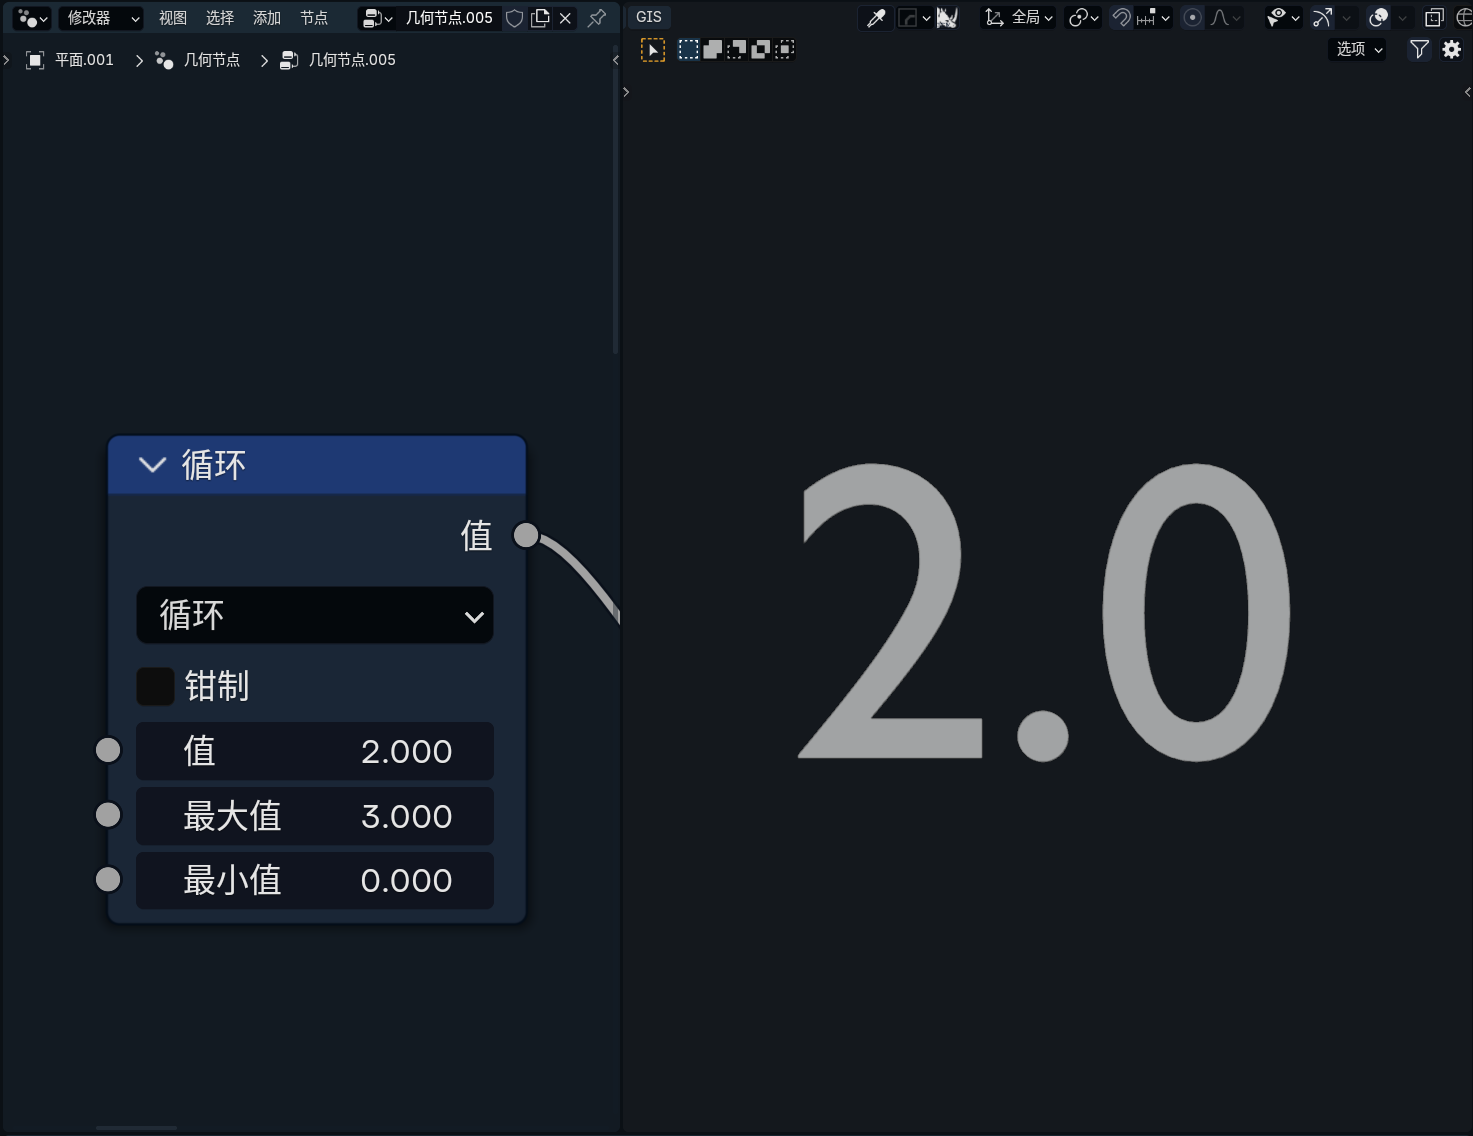 修改器 视图 选择 添加 节点 几何节点.005
平面.001 几何节点 几何节点.005
循环
值
循环
钳制
值 2.000
最大值 3.000
最小值 0.000
GIS 全局
选项
2.0